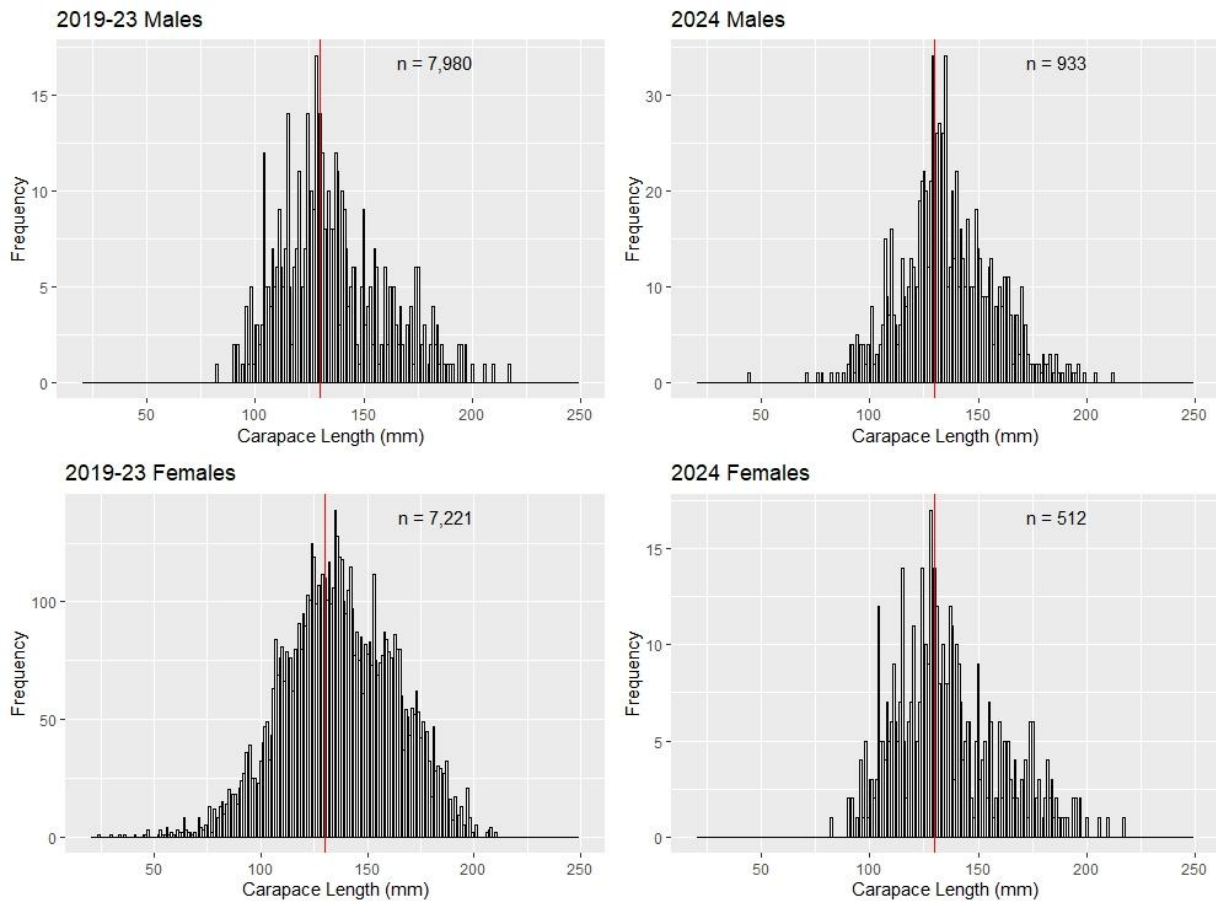 2019-23 Males
n = 7,980
15
10
5
0
Frequency
50 100 150 200 250
Carapace Length (mm)
2024 Males
n = 933
30
20
10
0
Frequency
50 100 150 200 250
Carapace Length (mm)
2019-23 Females
n = 7,221
100
50
0
Frequency
50 100 150 200 250
Carapace Length (mm)
2024 Females
n = 512
15
10
5
0
Frequency
50 100 150 200 250
Carapace Length (mm)